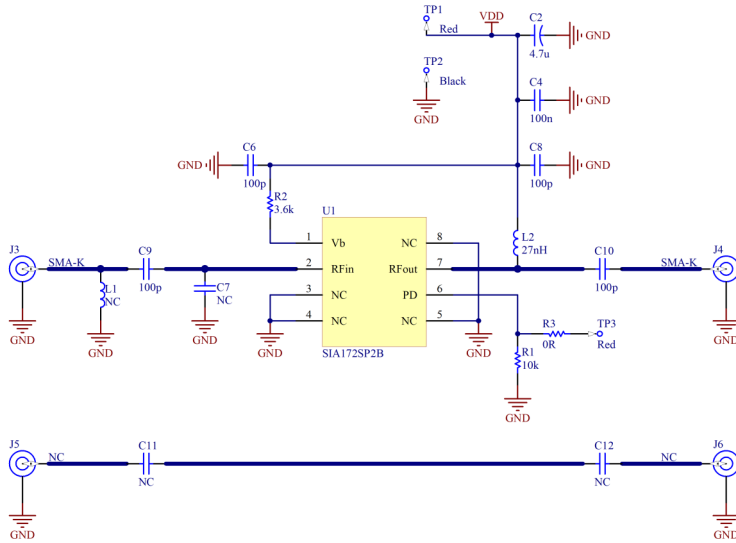 TP1
VDD
C2
Red
GND
4.7u
TP2
Black
C4
GND
100n
GND
C6
C8
GND
GND
100p
100p
R2
3.6k
U1
1
Vb
NC
8
L2
27nH
J3
SMA-K
C9
2
RFin
RFout
7
C10
SMA-K
J4
100p
100p
L1
NC
C7
NC
3
NC
PD
6
4
NC
NC
5
R3
TP3
GND
GND
GND
GND
GND
GND
0R
Red
SIA172SP2B
R1
10k
GND
J5
NC
C11
C12
NC
J6
NC
NC
GND
GND